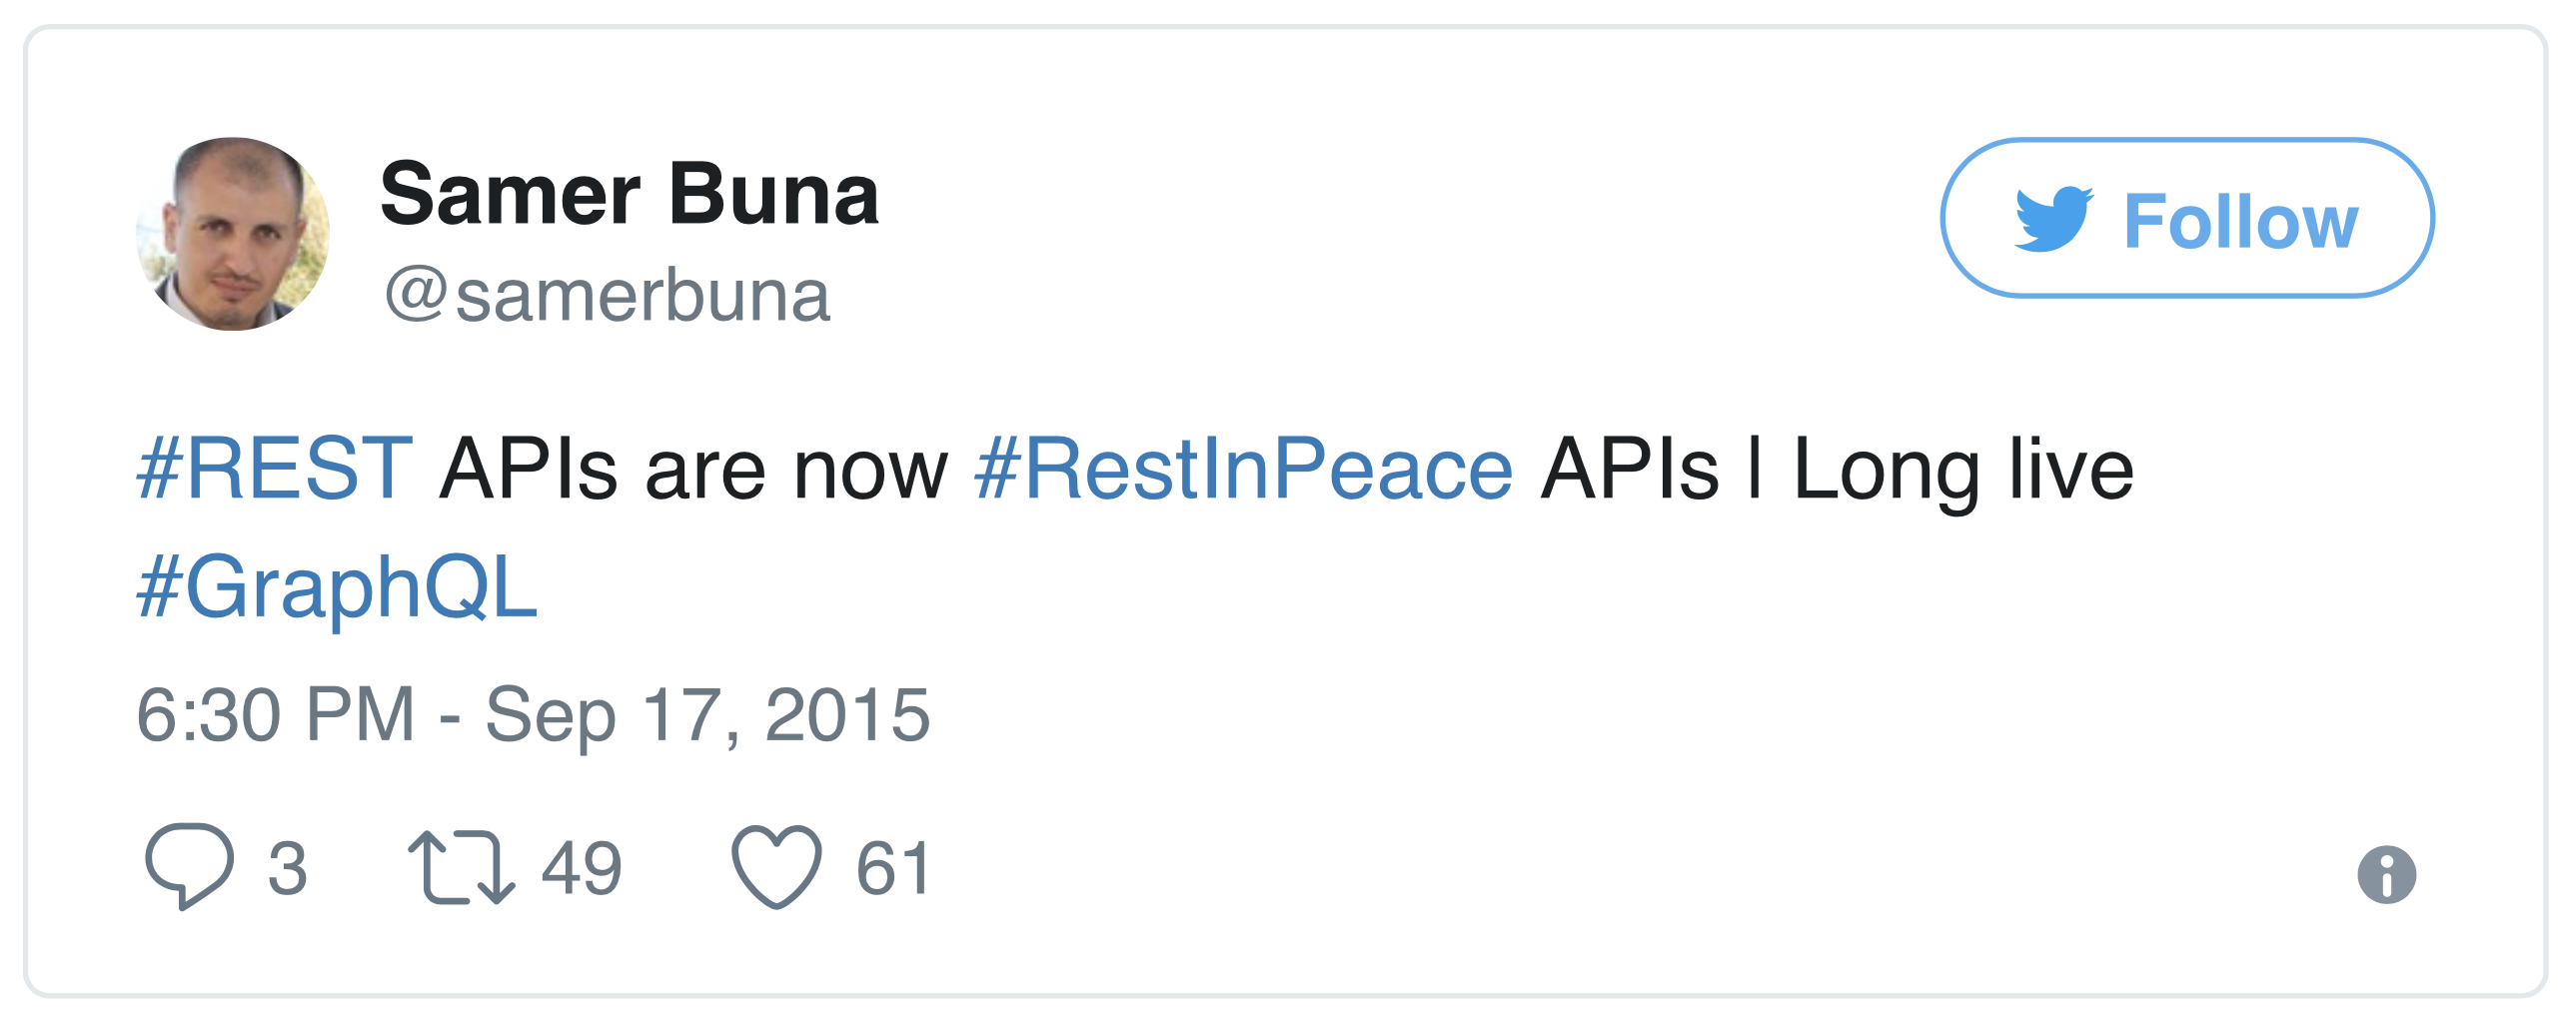 Samer Buna
@samerbuna
Follow
#REST APIs are now #RestInPeace APIs | Long live
#GraphQL
6:30 PM - Sep 17, 2015
3 49 61